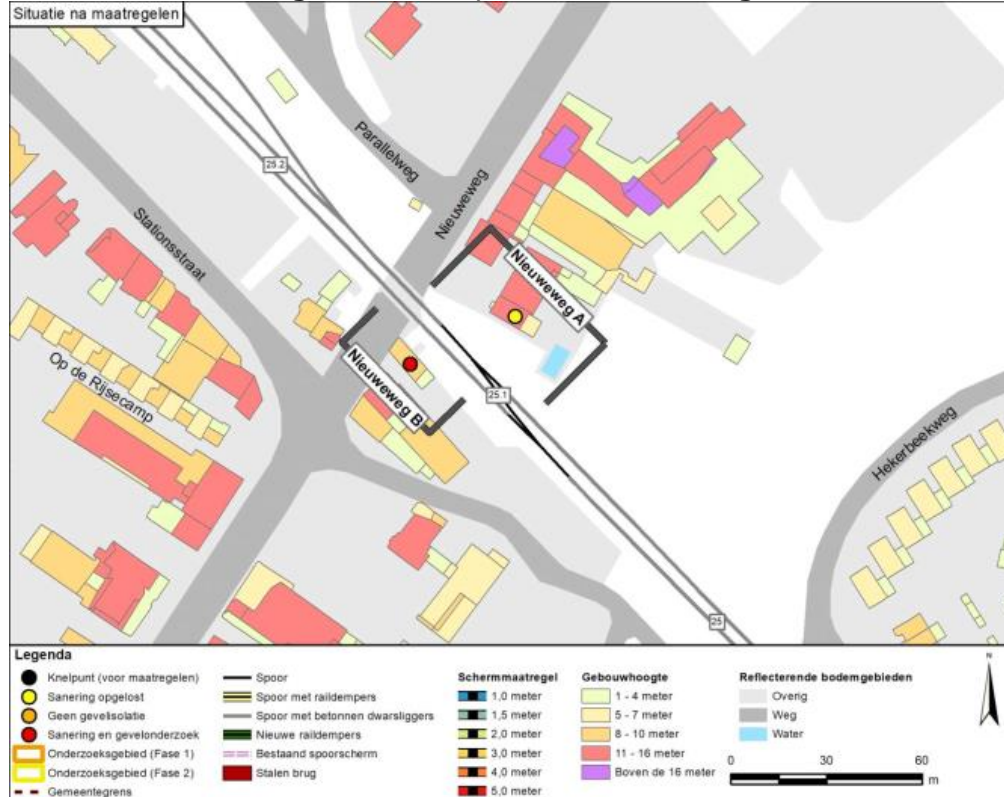 Situatie na maatregelen
25.2
Parallelweg
Nieuweweg
Stationsstraat
Nieuweweg A
Nieuweweg B
25.1
Op de Rijsecamp
Hekerbeekweg
25
Legenda
Knelpunt (voor maatregelen)
Sanering opgelost
Geen gevelisolatie
Sanering en gevelonderzoek
Onderzoeksgebied (Fase 1)
Onderzoeksgebied (Fase 2)
Gemeentegrens
Spoor
Spoor met raildempers
Spoor met betonnen dwarsliggers
Nieuwe raildempers
Bestaand spoorscherm
Stalen brug
Schermmaatregel
1,0 meter
1,5 meter
2,0 meter
3,0 meter
4,0 meter
5,0 meter
Gebouwhoogte
1 - 4 meter
5 - 7 meter
8 - 10 meter
11 - 16 meter
Boven de 16 meter
Reflecterende bodemgebieden
Overig
Weg
Water
N
0 30 60
m